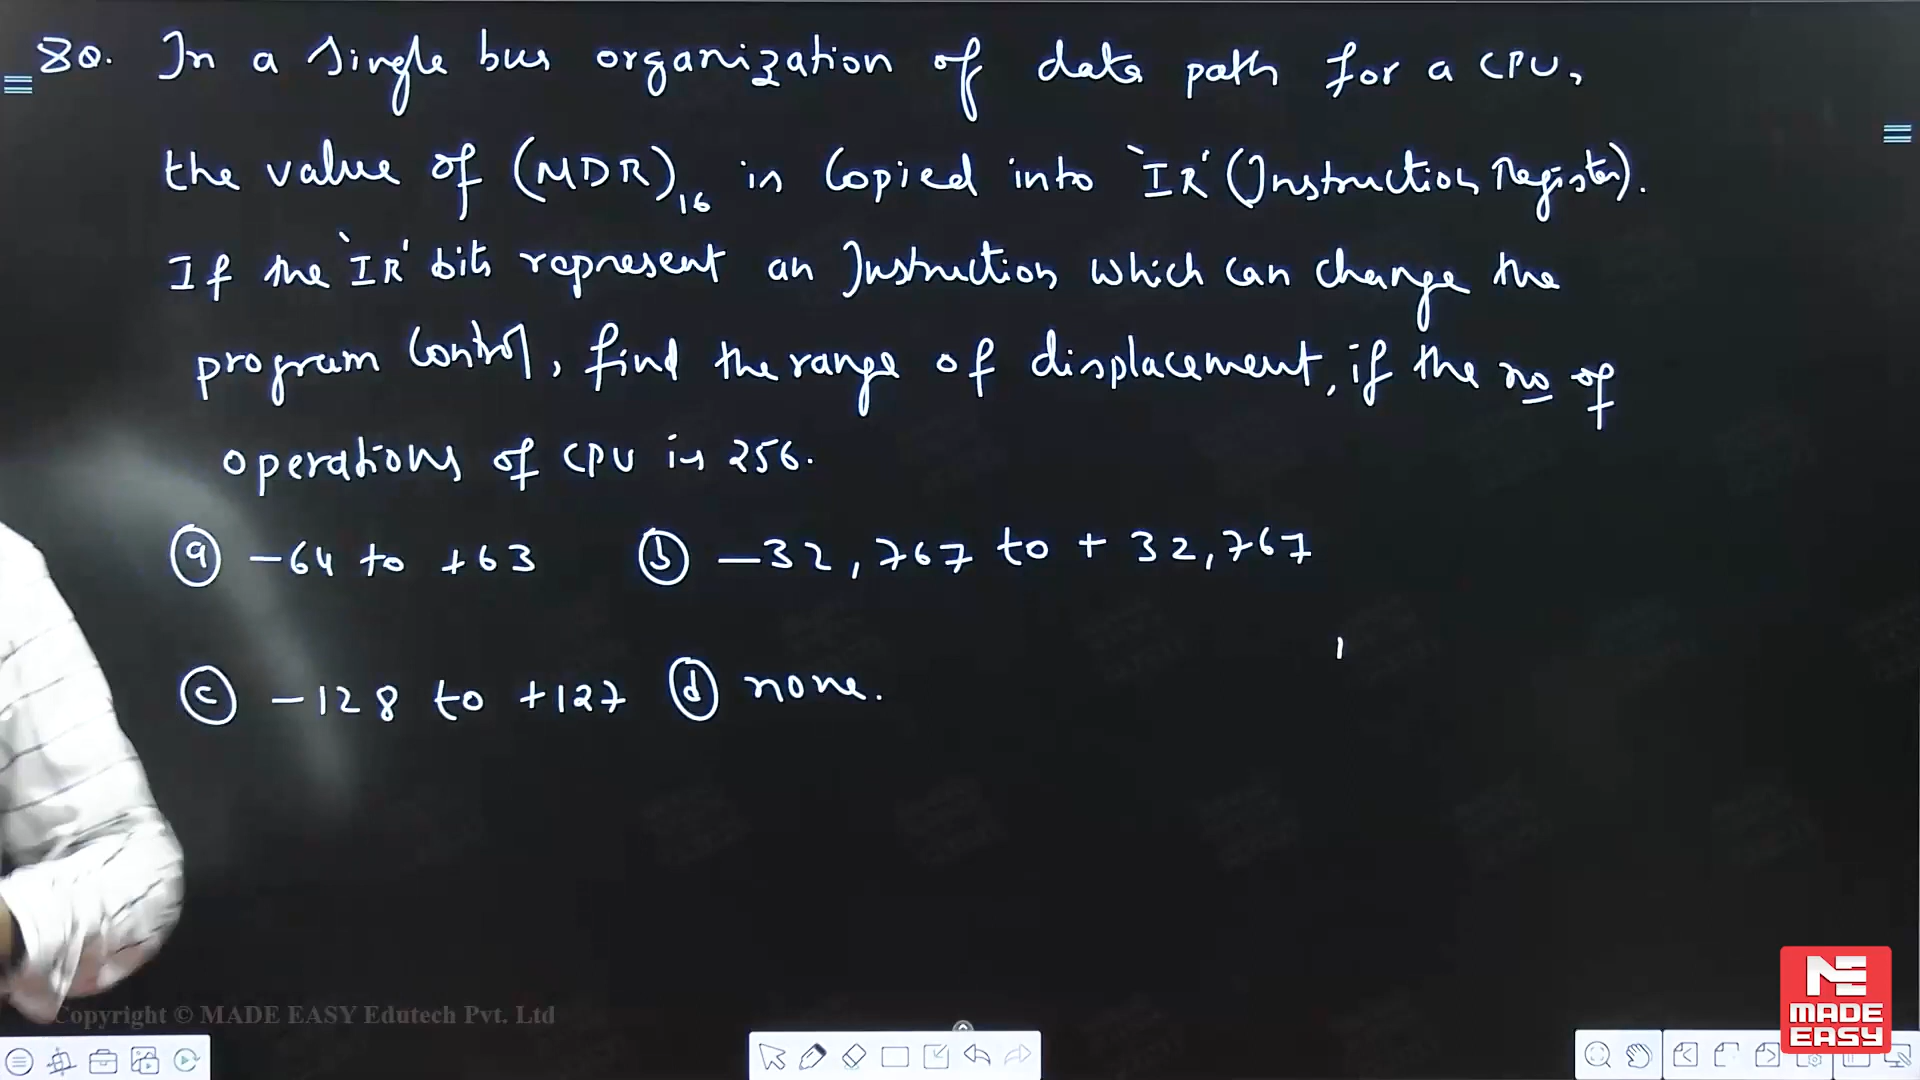 80. In a single bus organization of data path for a CPU,
the value of (MDR)16 is copied into 'IR' (Instruction Register).
If the 'IR' bits represent an Instruction which can change the
program control, find the range of displacement, if the no of
operations of CPU is 256.
(a) -64 to +63 (b) -32,767 to +32,767
(c) -128 to +127 (d) none.
Copyright © MADE EASY Edutech Pvt. Ltd
ME
MADE
EASY